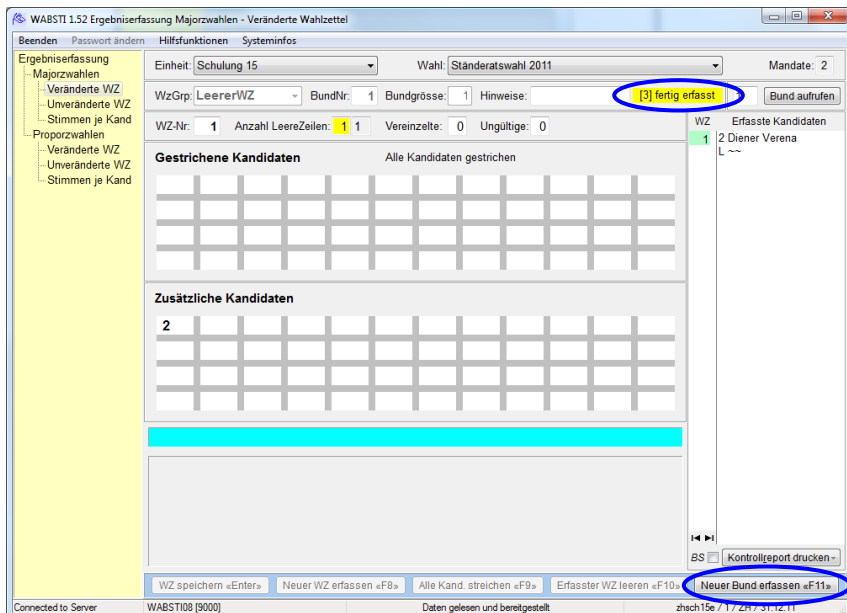 WABSTI 1.52 Ergebniserfassung Majorzwahlen - Veränderte Wahlzettel
Beenden Passwort ändern Hilfsfunktionen Systeminfos
Ergebniserfassung
Majorzwahlen
Veränderte WZ
Unveränderte WZ
Stimmen je Kand
Proporzwahlen
Veränderte WZ
Unveränderte WZ
Stimmen je Kand
Einheit: Schulung 15 Wahl: Ständeratswahl 2011 Mandate: 2
WzGrp: LeererWZ BundNr: 1 Bundgrösse: 1 Hinweise: [3] fertig erfasst Bund aufrufen
WZ-Nr: 1 Anzahl LeereZeilen: 1 1 Vereinzelte: 0 Ungültige: 0
WZ Erfasste Kandidaten
1 2 Diener Verena
L ~~
Gestrichene Kandidaten Alle Kandidaten gestrichen
Zusätzliche Kandidaten
2
BS Kontrollreport drucken
WZ speichern «Enter» Neuer WZ erfassen «F8» Alle Kand. streichen «F9» Erfasster WZ leeren «F10» Neuer Bund erfassen «F11»
Connected to Server WABSTI08 [9000] Daten gelesen und bereitgestellt zhsch15e / 1 / ZH / 31.12.11